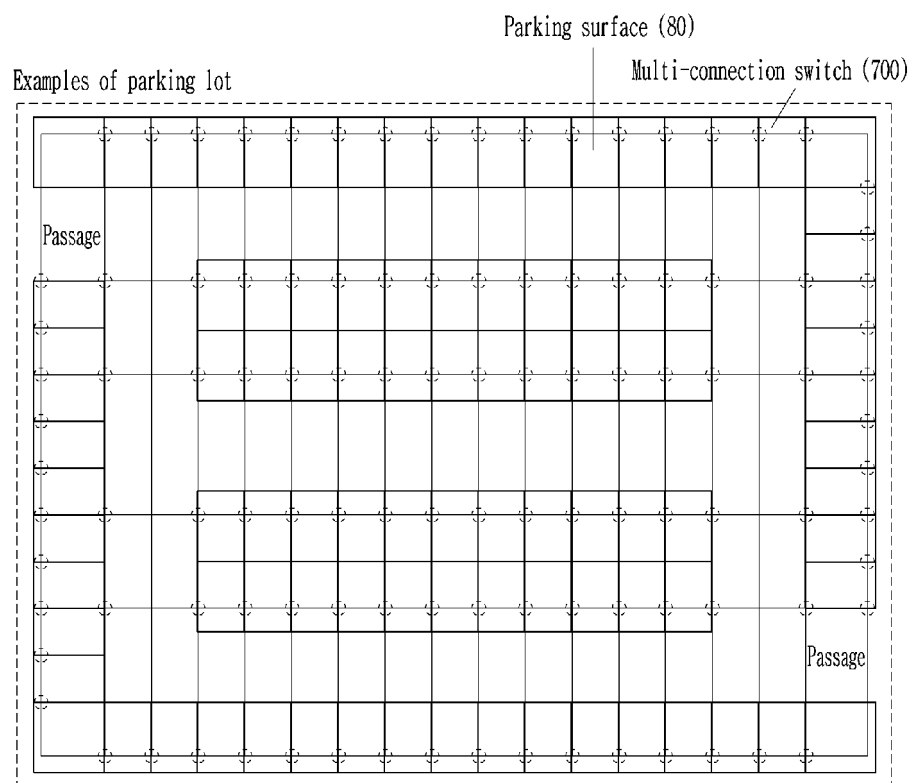 Parking surface (80)
Multi-connection switch (700)
Examples of parking lot
Passage
Passage